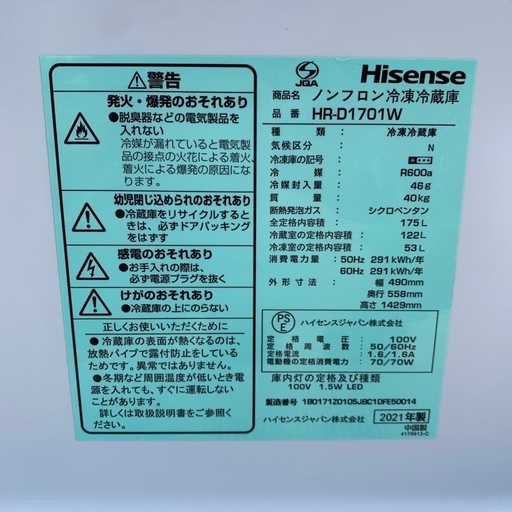 警告
発火・爆発のおそれあり
●脱臭器などの電気製品を
入れない
冷媒が漏れていると電気製
品の接点の火花による着火、
着火による爆発の原因に
幼児閉じ込められのおそれあり
●冷蔵庫をリサイクルすると
きは、必ずドアパッキング
をはずす
感電のおそれあり
●お手入れの際は、
必ず電源プラグを抜く
けがのおそれあり
●冷蔵庫の上にのらない
正しくお使いいただくために
●冷蔵庫の表面が熱くなるのは、
放熱パイプで露付防止をしているため
です。異常ではありません。
●冬期など周囲温度が低いとき電源
を入れても、すぐに運転しない
ことがあります。
詳しくは取扱説明書をご参照ください。
JQA
Hisense
商品名 ノンフロン冷凍冷蔵庫
品番 HR-D1701W
種類 冷凍冷蔵庫
気候区分 N
冷凍庫の記号
冷媒 R600a
冷媒封入量 46g
質量 40kg
断熱発泡ガス シクロペンタン
全定格内容積 175L
冷蔵室の定格内容積 122L
冷凍室の定格内容積 53L
消費電力量 50Hz 291kWh/年
60Hz 291kWh/年
外形寸法 幅 490mm
奥行 558mm
高さ 1429mm
PSE
ハイセンスジャパン株式会社
定格電圧 100V
定格周波数 50/60Hz
定格電流 1.6/1.6A
電動機の定格消費電力 70/70W
庫内灯の定格及び種類
100V 1.5W LED
製造番号 1B0171Z0105JBC1DFE50014
ハイセンスジャパン株式会社
2021年製
中国製